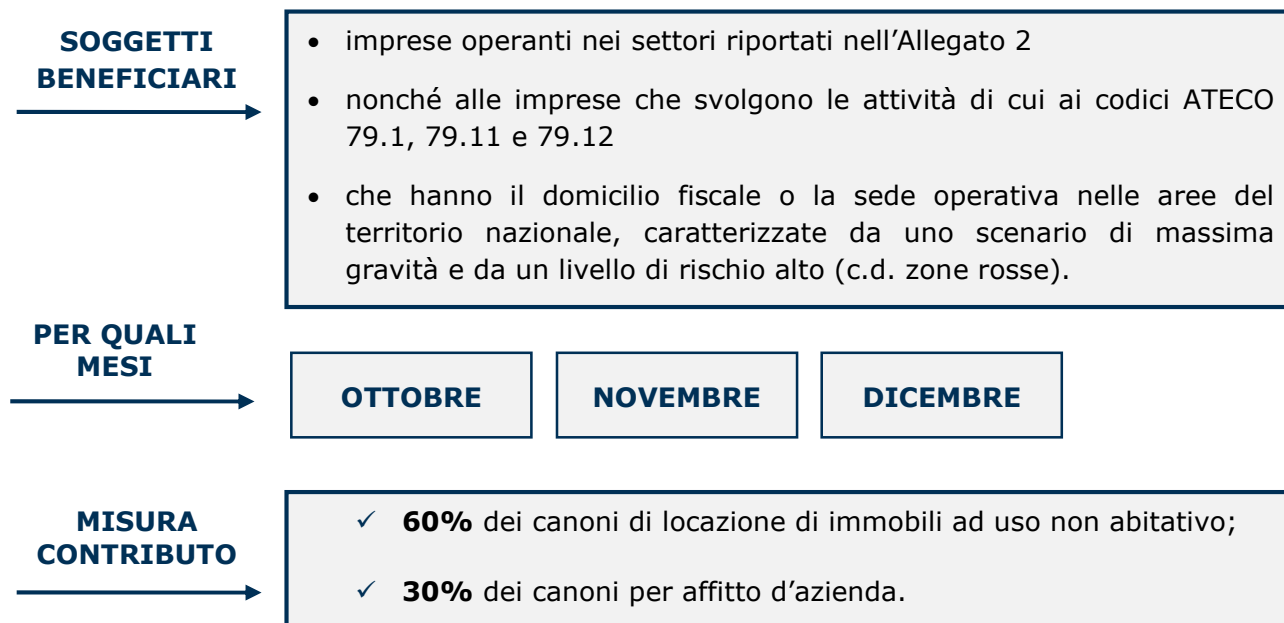 SOGGETTI
BENEFICIARI
• imprese operanti nei settori riportati nell’Allegato 2
• nonché alle imprese che svolgono le attività di cui ai codici ATECO
79.1, 79.11 e 79.12
• che hanno il domicilio fiscale o la sede operativa nelle aree del
territorio nazionale, caratterizzate da uno scenario di massima
gravità e da un livello di rischio alto (c.d. zone rosse).
PER QUALI
MESI
OTTOBRE
NOVEMBRE
DICEMBRE
MISURA
CONTRIBUTO
✓ 60% dei canoni di locazione di immobili ad uso non abitativo;
✓ 30% dei canoni per affitto d’azienda.